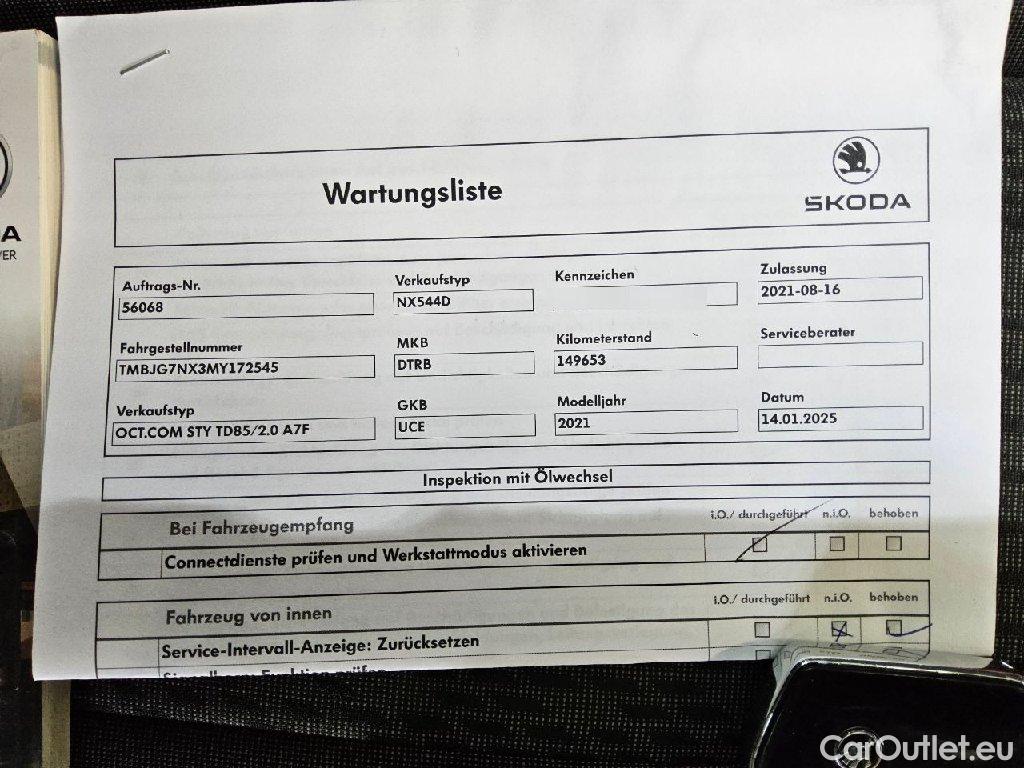 Wartungsliste
SKODA
A
VER
Auftrags-Nr. Verkaufstyp Kennzeichen Zulassung
56068 NX544D 2021-08-16
Fahrgestellnummer MKB Kilometerstand Serviceberater
TMBJG7NX3MY172545 DTRB 149653
Verkaufstyp GKB Modelljahr Datum
OCT.COM STY TD85/2.0 A7F UCE 2021 14.01.2025
Inspektion mit Ölwechsel
Bei Fahrzeugempfang i.O./ durchgeführt n.i.O. behoben
Connectdienste prüfen und Werkstattmodus aktivieren
Fahrzeug von innen i.O./ durchgeführt n.i.O. behoben
Service-Intervall-Anzeige: Zurücksetzen
CarOutlet.eu